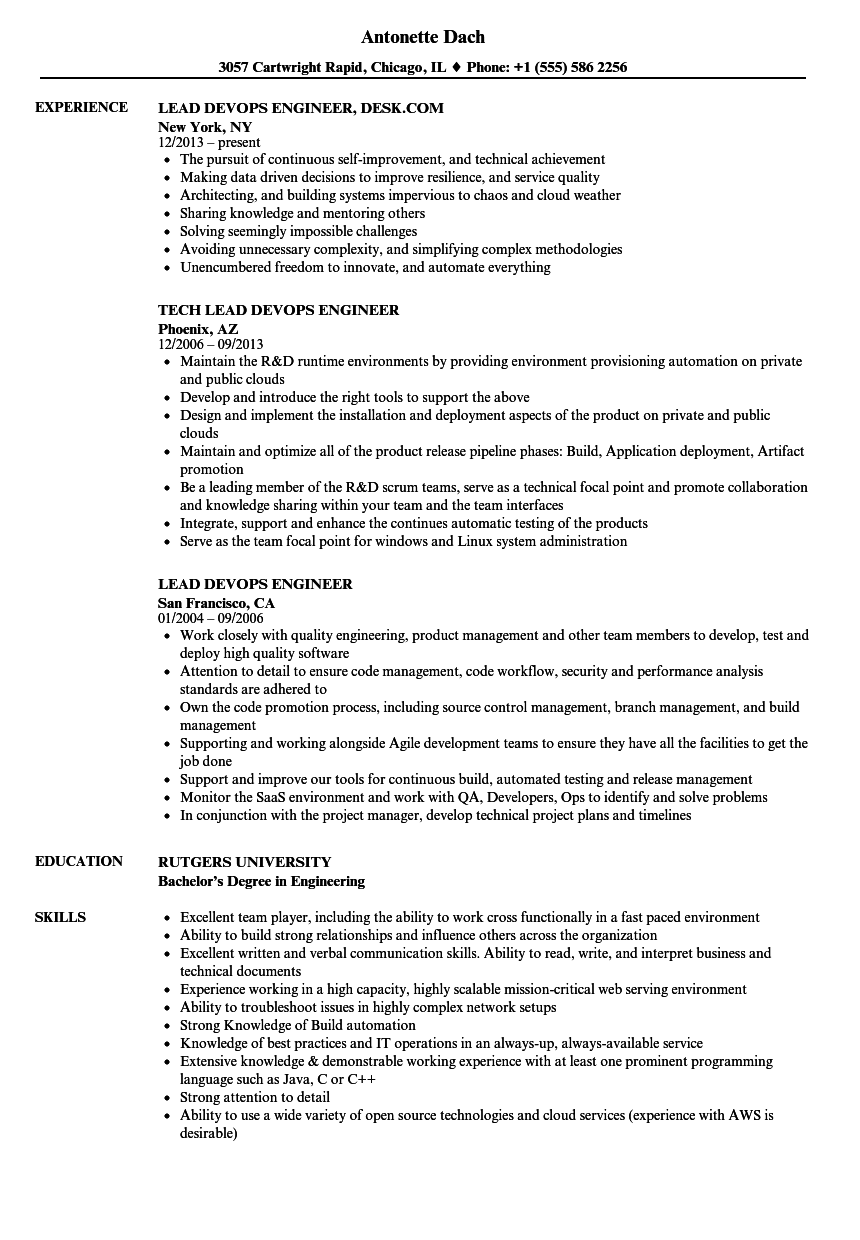 Antonette Dach
3057 Cartwright Rapid, Chicago, IL ♦ Phone: +1 (555) 586 2256
EXPERIENCE
LEAD DEVOPS ENGINEER, DESK.COM
New York, NY
12/2013 – present
• The pursuit of continuous self-improvement, and technical achievement
• Making data driven decisions to improve resilience, and service quality
• Architecting, and building systems impervious to chaos and cloud weather
• Sharing knowledge and mentoring others
• Solving seemingly impossible challenges
• Avoiding unnecessary complexity, and simplifying complex methodologies
• Unencumbered freedom to innovate, and automate everything
TECH LEAD DEVOPS ENGINEER
Phoenix, AZ
12/2006 – 09/2013
• Maintain the R&D runtime environments by providing environment provisioning automation on private
and public clouds
• Develop and introduce the right tools to support the above
• Design and implement the installation and deployment aspects of the product on private and public
clouds
• Maintain and optimize all of the product release pipeline phases: Build, Application deployment, Artifact
promotion
• Be a leading member of the R&D scrum teams, serve as a technical focal point and promote collaboration
and knowledge sharing within your team and the team interfaces
• Integrate, support and enhance the continues automatic testing of the products
• Serve as the team focal point for windows and Linux system administration
LEAD DEVOPS ENGINEER
San Francisco, CA
01/2004 – 09/2006
• Work closely with quality engineering, product management and other team members to develop, test and
deploy high quality software
• Attention to detail to ensure code management, code workflow, security and performance analysis
standards are adhered to
• Own the code promotion process, including source control management, branch management, and build
management
• Supporting and working alongside Agile development teams to ensure they have all the facilities to get the
job done
• Support and improve our tools for continuous build, automated testing and release management
• Monitor the SaaS environment and work with QA, Developers, Ops to identify and solve problems
• In conjunction with the project manager, develop technical project plans and timelines
EDUCATION
RUTGERS UNIVERSITY
Bachelor's Degree in Engineering
SKILLS
• Excellent team player, including the ability to work cross functionally in a fast paced environment
• Ability to build strong relationships and influence others across the organization
• Excellent written and verbal communication skills. Ability to read, write, and interpret business and
technical documents
• Experience working in a high capacity, highly scalable mission-critical web serving environment
• Ability to troubleshoot issues in highly complex network setups
• Strong Knowledge of Build automation
• Knowledge of best practices and IT operations in an always-up, always-available service
• Extensive knowledge & demonstrable working experience with at least one prominent programming
language such as Java, C or C++
• Strong attention to detail
• Ability to use a wide variety of open source technologies and cloud services (experience with AWS is
desirable)